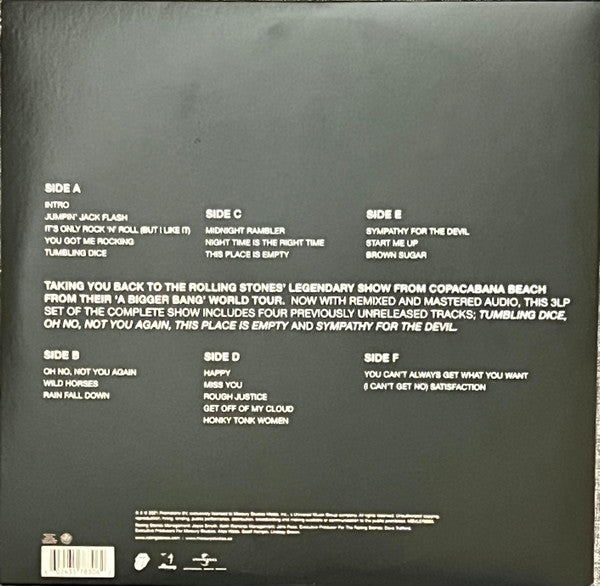 SIDE A
INTRO
JUMPIN' JACK FLASH
IT'S ONLY ROCK 'N' ROLL (BUT I LIKE IT)
YOU GOT ME ROCKING
TUMBLING DICE
SIDE C
MIDNIGHT RAMBLER
NIGHT TIME IS THE RIGHT TIME
THIS PLACE IS EMPTY
SIDE E
SYMPATHY FOR THE DEVIL
START ME UP
BROWN SUGAR
TAKING YOU BACK TO THE ROLLING STONES' LEGENDARY SHOW FROM COPACABANA BEACH
FROM THEIR 'A BIGGER BANG' WORLD TOUR. NOW WITH REMIXED AND MASTERED AUDIO, THIS 3LP
SET OF THE COMPLETE SHOW INCLUDES FOUR PREVIOUSLY UNRELEASED TRACKS; TUMBLING DICE,
OH NO, NOT YOU AGAIN, THIS PLACE IS EMPTY AND SYMPATHY FOR THE DEVIL.
SIDE B
OH NO, NOT YOU AGAIN
WILD HORSES
RAIN FALL DOWN
SIDE D
HAPPY
MISS YOU
ROUGH JUSTICE
GET OFF OF MY CLOUD
HONKY TONK WOMEN
SIDE F
YOU CAN'T ALWAYS GET WHAT YOU WANT
(I CAN'T GET NO) SATISFACTION